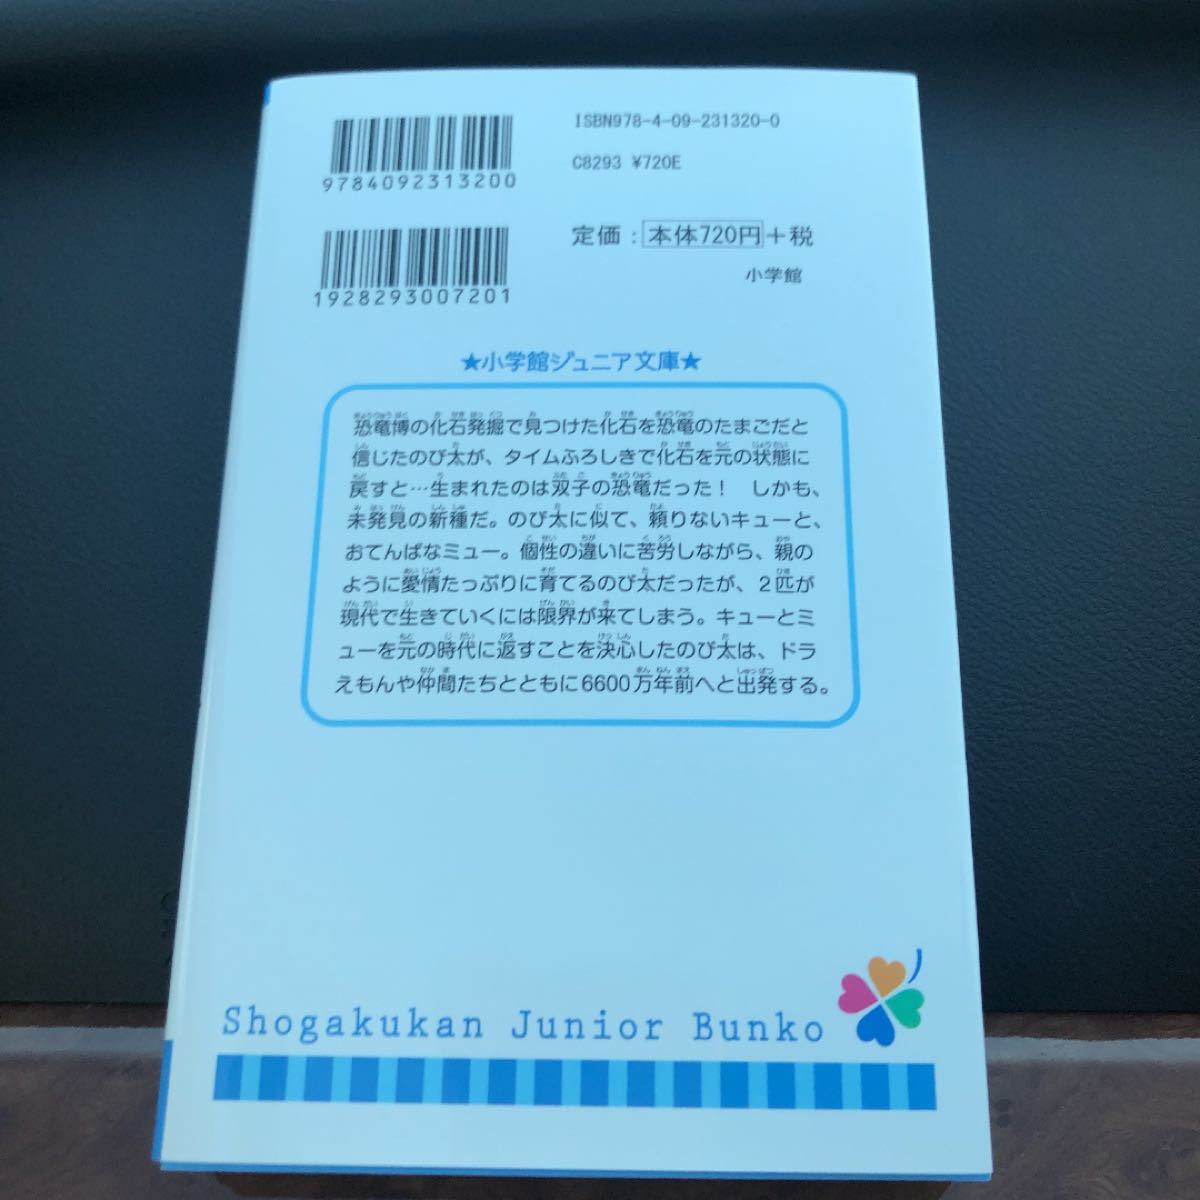 ISBN978-4-09-231320-0
9784092313200
C8293 ¥720E
定価：本体720円＋税
1928293007201
小学館
★小学館ジュニア文庫★
恐竜博の化石発掘で見つけた化石を恐竜のたまごだと
信じたのび太が、タイムふろしきで化石を元の状態に
戻すと…生まれたのは双子の恐竜だった！　しかも、
未発見の新種だ。のび太に似て、頼りないキューと、
おてんばなミュー。個性の違いに苦労しながら、親の
ように愛情たっぷりに育てるのび太だったが、２匹が
現代で生きていくには限界が来てしまう。キューとミ
ューを元の時代に返すことを決心したのび太は、ドラ
えもんや仲間たちとともに6600万年前へと出発する。
Shogakukan Junior Bunko